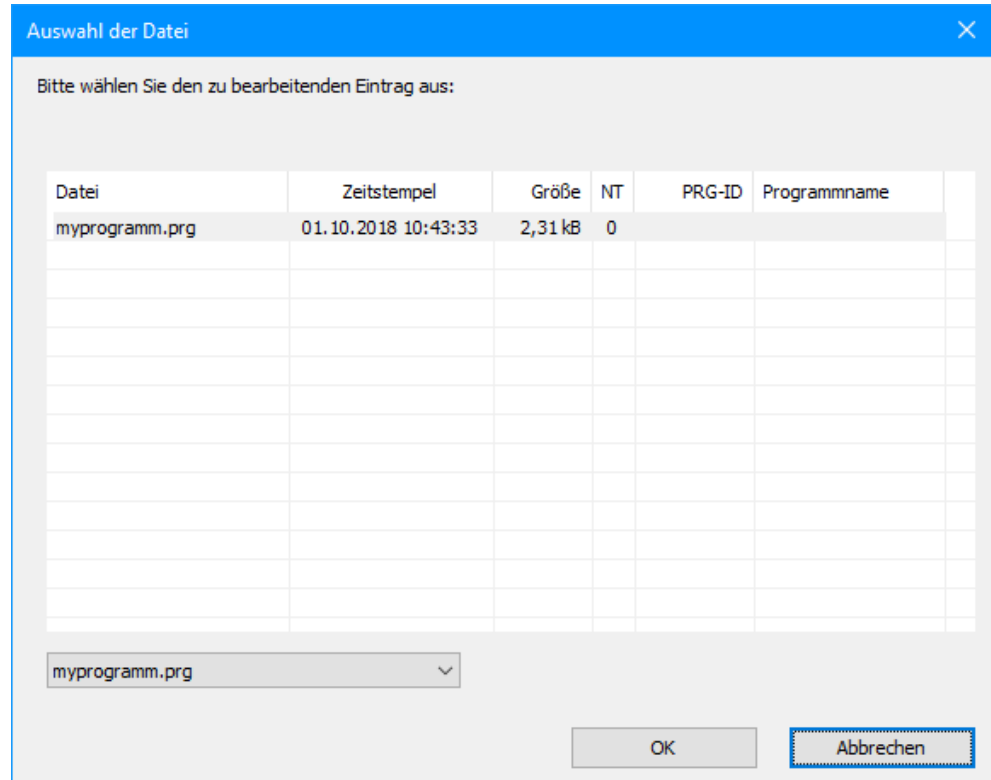 Auswahl der Datei
Bitte wählen Sie den zu bearbeitenden Eintrag aus:
Datei Zeitstempel Größe NT PRG-ID Programmname
myprogramm.prg 01.10.2018 10:43:33 2,31 kB 0
myprogramm.prg
OK Abbrechen